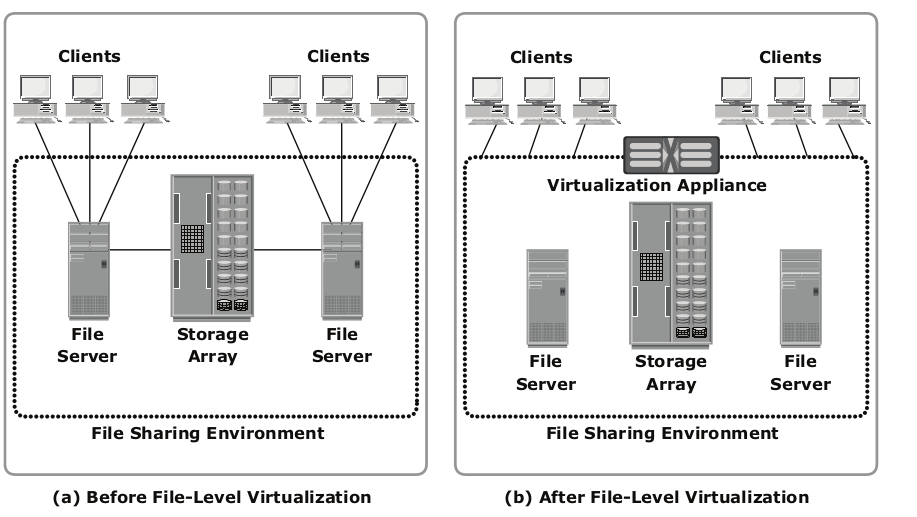 Clients
Clients
File
Server
Storage
Array
File
Server
File Sharing Environment
(a) Before File-Level Virtualization
Clients
Clients
Virtualization Appliance
File
Server
Storage
Array
File
Server
File Sharing Environment
(b) After File-Level Virtualization